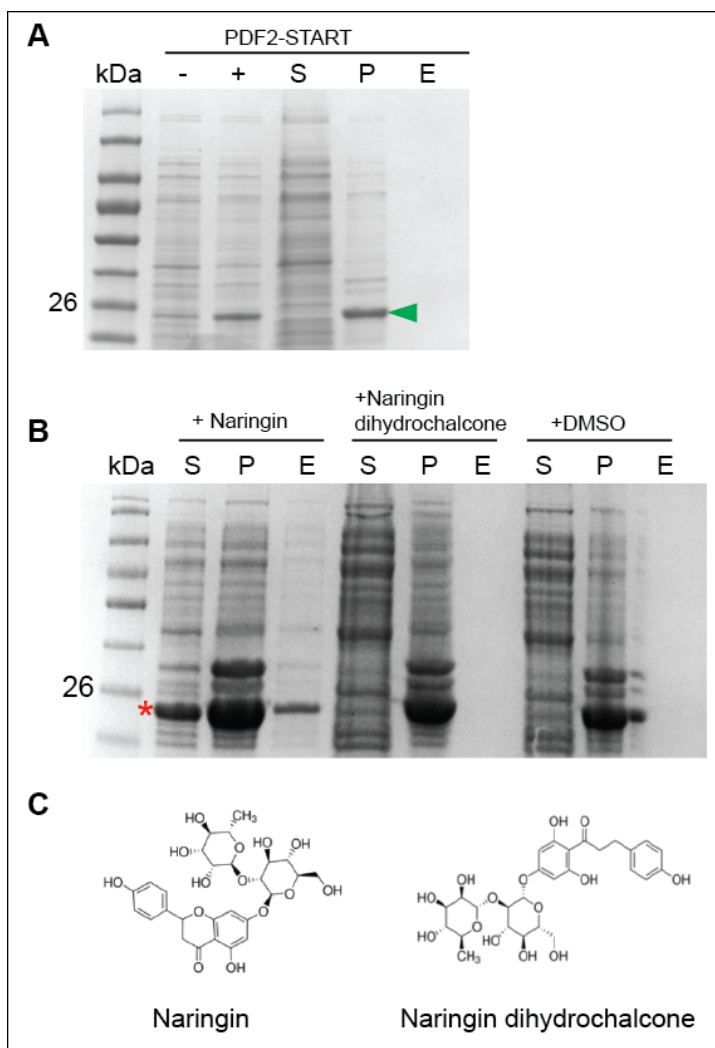 A
PDF2-START
kDa - + S P E
26
B
+ Naringin
+Naringin
dihydrochalcone
+DMSO
kDa S P E S P E S P E
26
*
C
HO CH₃ OH
HO OH HO OH
O O OH
HO O O
O OH
OH O
OH
HO O OH
OH OH O
HO O O OH
HO CH₃ HO OH OH
Naringin
Naringin dihydrochalcone